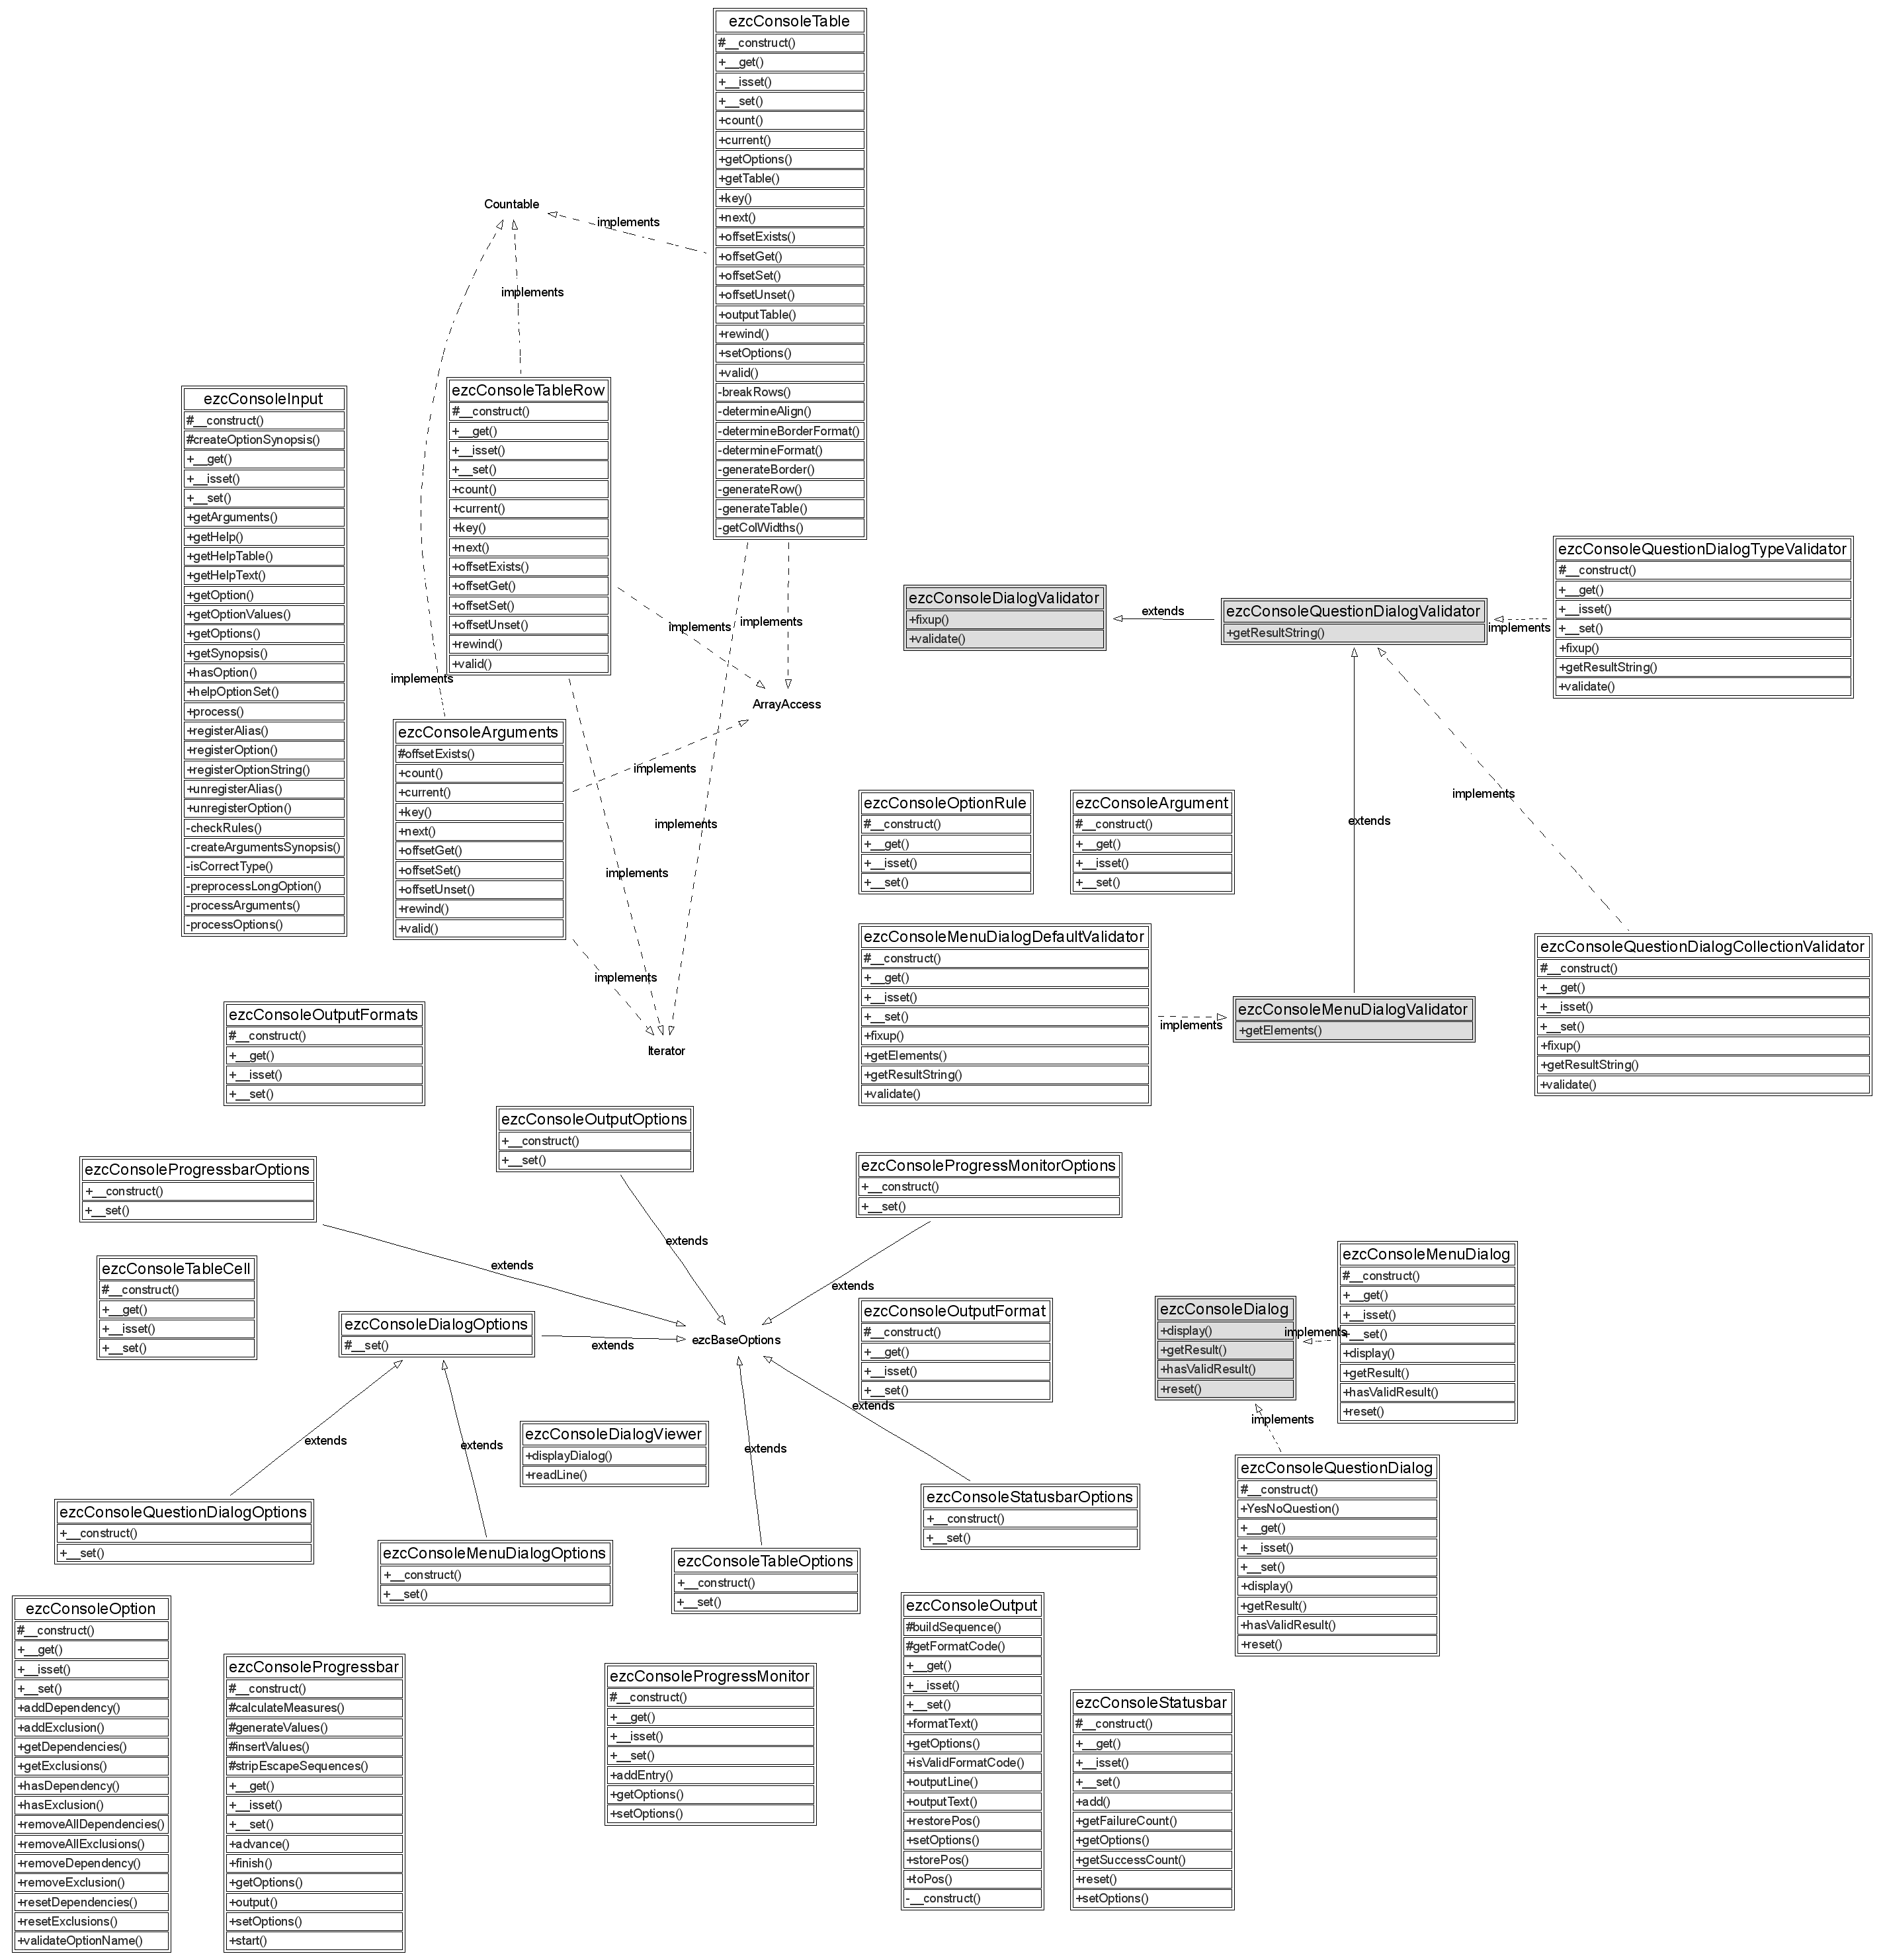 ezcConsoleTable
#__construct()
+__get()
+__isset()
+__set()
+count()
+current()
+getOptions()
+getTable()
+key()
+next()
+offsetExists()
+offsetGet()
+offsetSet()
+offsetUnset()
+outputTable()
+rewind()
+setOptions()
+valid()
-breakRows()
-determineAlign()
-determineBorderFormat()
-determineFormat()
-generateBorder()
-generateRow()
-generateTable()
-getColWidths()
Countable
implements
implements
implements
ezcConsoleInput
#__construct()
#createOptionSynopsis()
+__get()
+__isset()
+__set()
+getArguments()
+getHelp()
+getHelpTable()
+getHelpText()
+getOption()
+getOptionValues()
+getOptions()
+getSynopsis()
+hasOption()
+helpOptionSet()
+process()
+registerAlias()
+registerOption()
+registerOptionString()
+unregisterAlias()
+unregisterOption()
-checkRules()
-createArgumentsSynopsis()
-isCorrectType()
-preprocessLongOption()
-processArguments()
-processOptions()
ezcConsoleTableRow
#__construct()
+__get()
+__isset()
+__set()
+count()
+current()
+key()
+next()
+offsetExists()
+offsetGet()
+offsetSet()
+offsetUnset()
+rewind()
+valid()
implements
implements
ArrayAccess
ezcConsoleArguments
#offsetExists()
+count()
+current()
+key()
+next()
+offsetGet()
+offsetSet()
+offsetUnset()
+rewind()
+valid()
implements
implements
implements
implements
Iterator
ezcConsoleDialogValidator
+fixup()
+validate()
extends
ezcConsoleQuestionDialogValidator
+getResultString()
implements
ezcConsoleQuestionDialogTypeValidator
#__construct()
+__get()
+__isset()
+__set()
+fixup()
+getResultString()
+validate()
extends
implements
ezcConsoleOptionRule
#__construct()
+__get()
+__isset()
+__set()
ezcConsoleArgument
#__construct()
+__get()
+__isset()
+__set()
ezcConsoleMenuDialogDefaultValidator
#__construct()
+__get()
+__isset()
+__set()
+fixup()
+getElements()
+getResultString()
+validate()
implements
ezcConsoleMenuDialogValidator
+getElements()
ezcConsoleQuestionDialogCollectionValidator
#__construct()
+__get()
+__isset()
+__set()
+fixup()
+getResultString()
+validate()
ezcConsoleOutputFormats
#__construct()
+__get()
+__isset()
+__set()
ezcConsoleOutputOptions
+__construct()
+__set()
ezcConsoleProgressbarOptions
+__construct()
+__set()
ezcConsoleProgressMonitorOptions
+__construct()
+__set()
extends
extends
extends
ezcConsoleTableCell
#__construct()
+__get()
+__isset()
+__set()
ezcConsoleDialogOptions
#__set()
extends
ezcBaseOptions
ezcConsoleOutputFormat
#__construct()
+__get()
+__isset()
+__set()
extends
ezcConsoleDialog
+display()
+getResult()
+hasValidResult()
+reset()
implements
ezcConsoleMenuDialog
#__construct()
+__get()
+__isset()
+__set()
+display()
+getResult()
+hasValidResult()
+reset()
implements
extends
extends
ezcConsoleDialogViewer
+displayDialog()
+readLine()
extends
ezcConsoleQuestionDialog
#__construct()
+YesNoQuestion()
+__get()
+__isset()
+__set()
+display()
+getResult()
+hasValidResult()
+reset()
ezcConsoleQuestionDialogOptions
+__construct()
+__set()
ezcConsoleMenuDialogOptions
+__construct()
+__set()
ezcConsoleTableOptions
+__construct()
+__set()
ezcConsoleStatusbarOptions
+__construct()
+__set()
ezcConsoleOption
#__construct()
+__get()
+__isset()
+__set()
+addDependency()
+addExclusion()
+getDependencies()
+getExclusions()
+hasDependency()
+hasExclusion()
+removeAllDependencies()
+removeAllExclusions()
+removeDependency()
+removeExclusion()
+resetDependencies()
+resetExclusions()
+validateOptionName()
ezcConsoleProgressbar
#__construct()
#calculateMeasures()
#generateValues()
#insertValues()
#stripEscapeSequences()
+__get()
+__isset()
+__set()
+advance()
+finish()
+getOptions()
+output()
+setOptions()
+start()
ezcConsoleProgressMonitor
#__construct()
+__get()
+__isset()
+__set()
+addEntry()
+getOptions()
+setOptions()
ezcConsoleOutput
#buildSequence()
#getFormatCode()
+__get()
+__isset()
+__set()
+formatText()
+getOptions()
+isValidFormatCode()
+outputLine()
+outputText()
+restorePos()
+setOptions()
+storePos()
+toPos()
-__construct()
ezcConsoleStatusbar
#__construct()
+__get()
+__isset()
+__set()
+add()
+getFailureCount()
+getOptions()
+getSuccessCount()
+reset()
+setOptions()